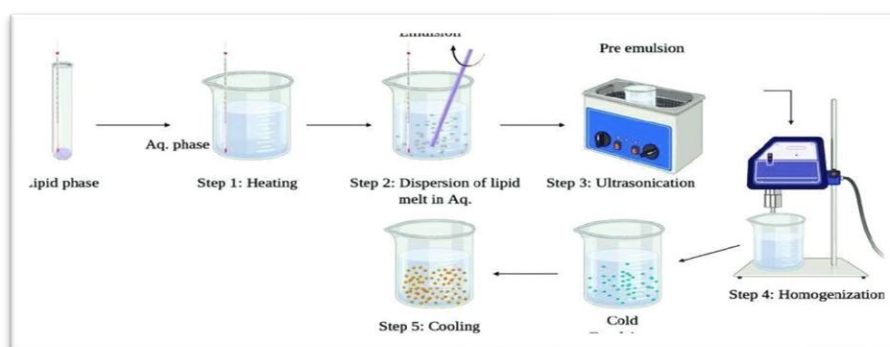 Emulsion
Pre emulsion
Aq. phase
.ipid phase
Step 1: Heating
Step 2: Dispersion of lipid
melt in Aq.
Step 3: Ultrasonication
Step 4: Homogenization
Step 5: Cooling
Cold